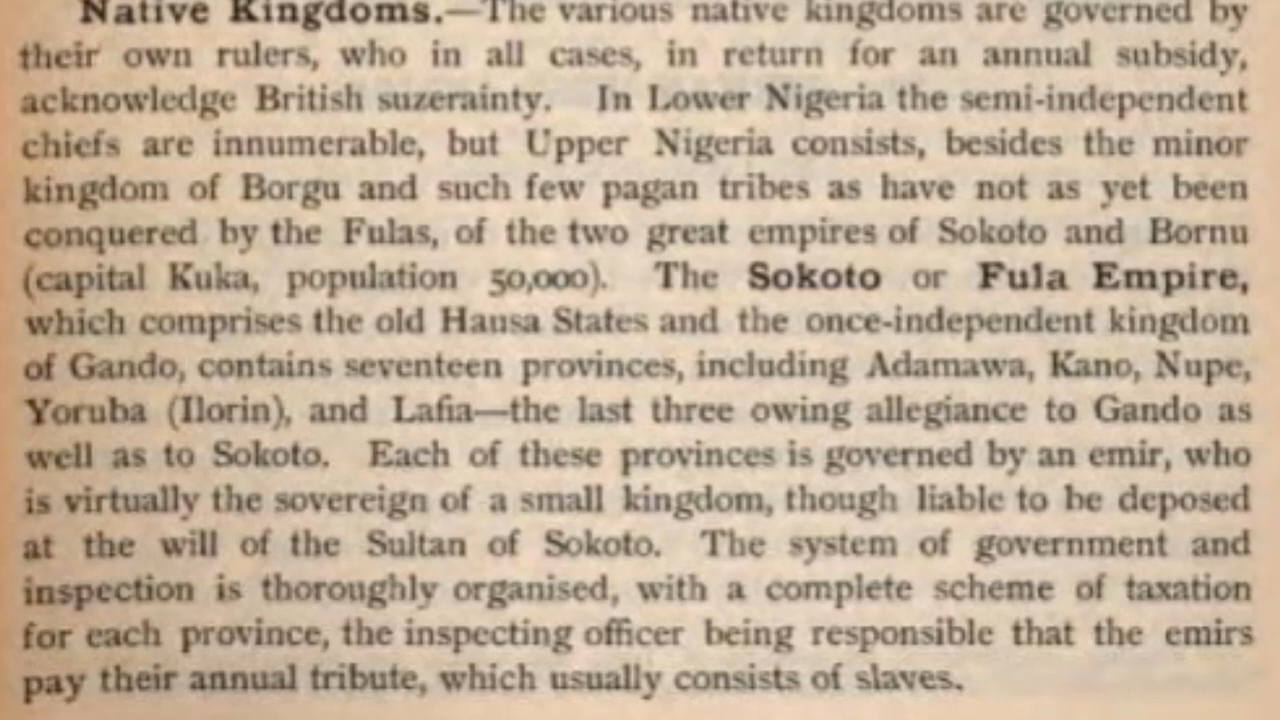 Native Kingdoms.—The various native kingdoms are governed by
their own rulers, who in all cases, in return for an annual subsidy,
acknowledge British suzerainty. In Lower Nigeria the semi-independent
chiefs are innumerable, but Upper Nigeria consists, besides the minor
kingdom of Borgu and such few pagan tribes as have not as yet been
conquered by the Fulas, of the two great empires of Sokoto and Bornu
(capital Kuka, population 50,000). The Sokoto or Fula Empire,
which comprises the old Hausa States and the once-independent kingdom
of Gando, contains seventeen provinces, including Adamawa, Kano, Nupe,
Yoruba (Ilorin), and Lafia—the last three owing allegiance to Gando as
well as to Sokoto. Each of these provinces is governed by an emir, who
is virtually the sovereign of a small kingdom, though liable to be deposed
at the will of the Sultan of Sokoto. The system of government and
inspection is thoroughly organised, with a complete scheme of taxation
for each province, the inspecting officer being responsible that the emirs
pay their annual tribute, which usually consists of slaves.